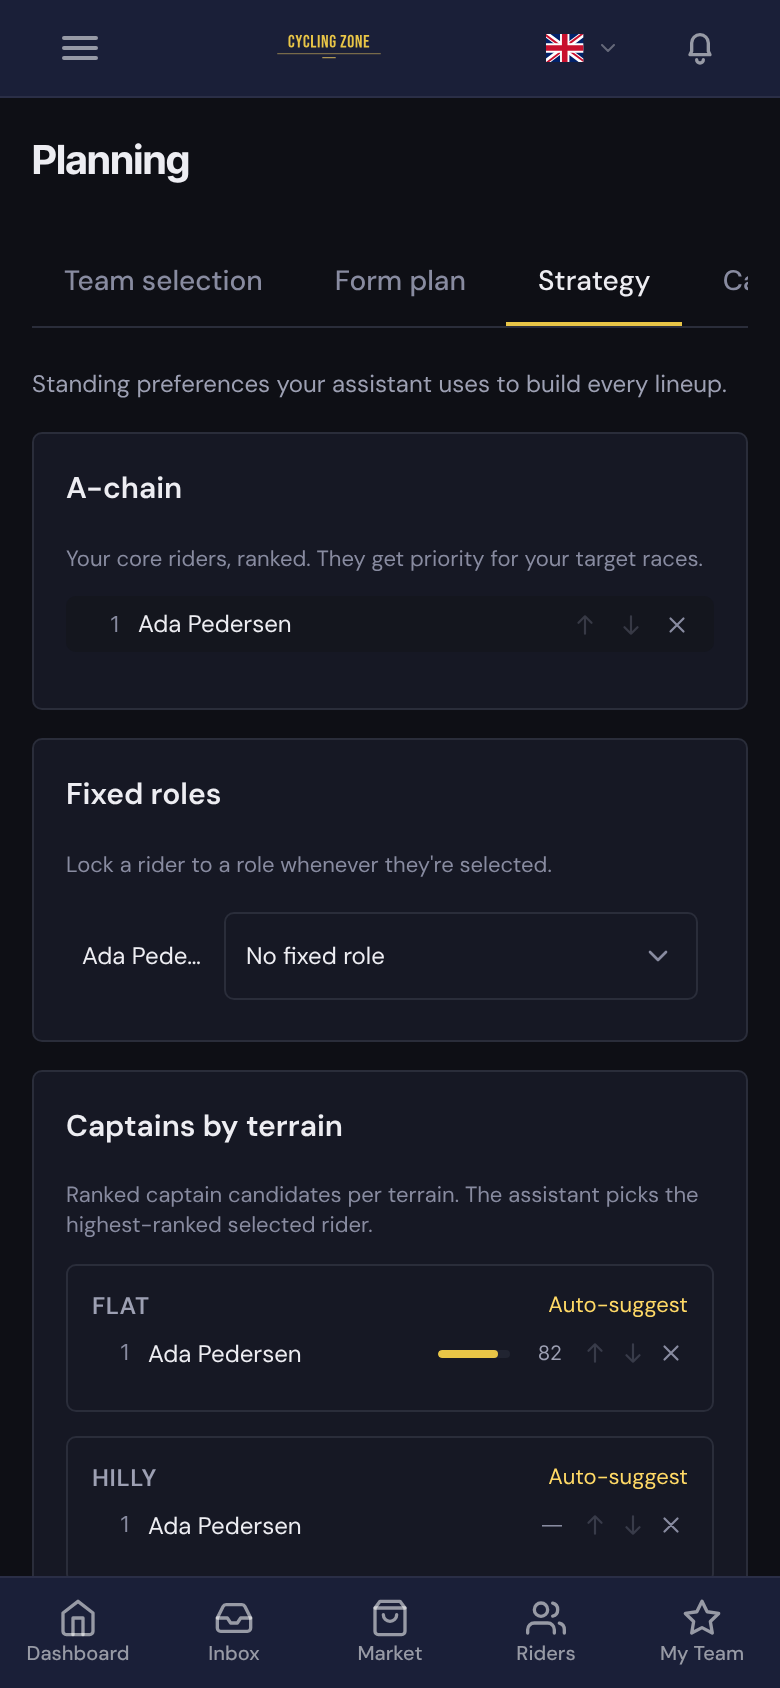 CYCLING ZONE
Planning
Team selection
Form plan
Strategy
Ca
Standing preferences your assistant uses to build every lineup.
A-chain
Your core riders, ranked. They get priority for your target races.
1 Ada Pedersen
Fixed roles
Lock a rider to a role whenever they're selected.
Ada Pede... No fixed role
Captains by terrain
Ranked captain candidates per terrain. The assistant picks the
highest-ranked selected rider.
FLAT Auto-suggest
1 Ada Pedersen 82
HILLY Auto-suggest
1 Ada Pedersen —
Dashboard
Inbox
Market
Riders
My Team